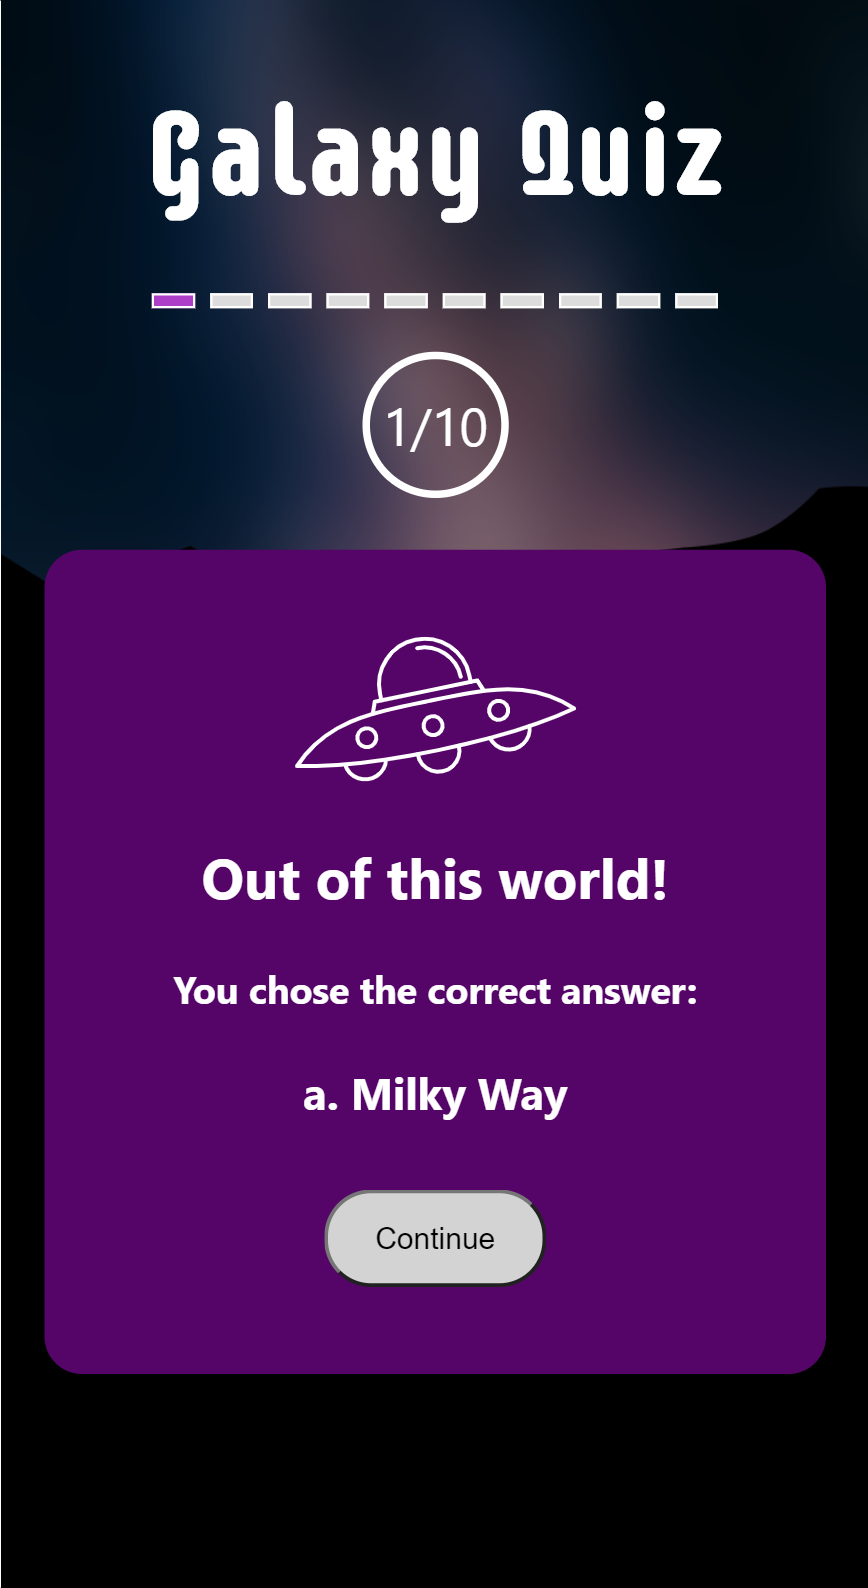 Galaxy Quiz
1/10
Out of this world!
You chose the correct answer:
a. Milky Way
Continue